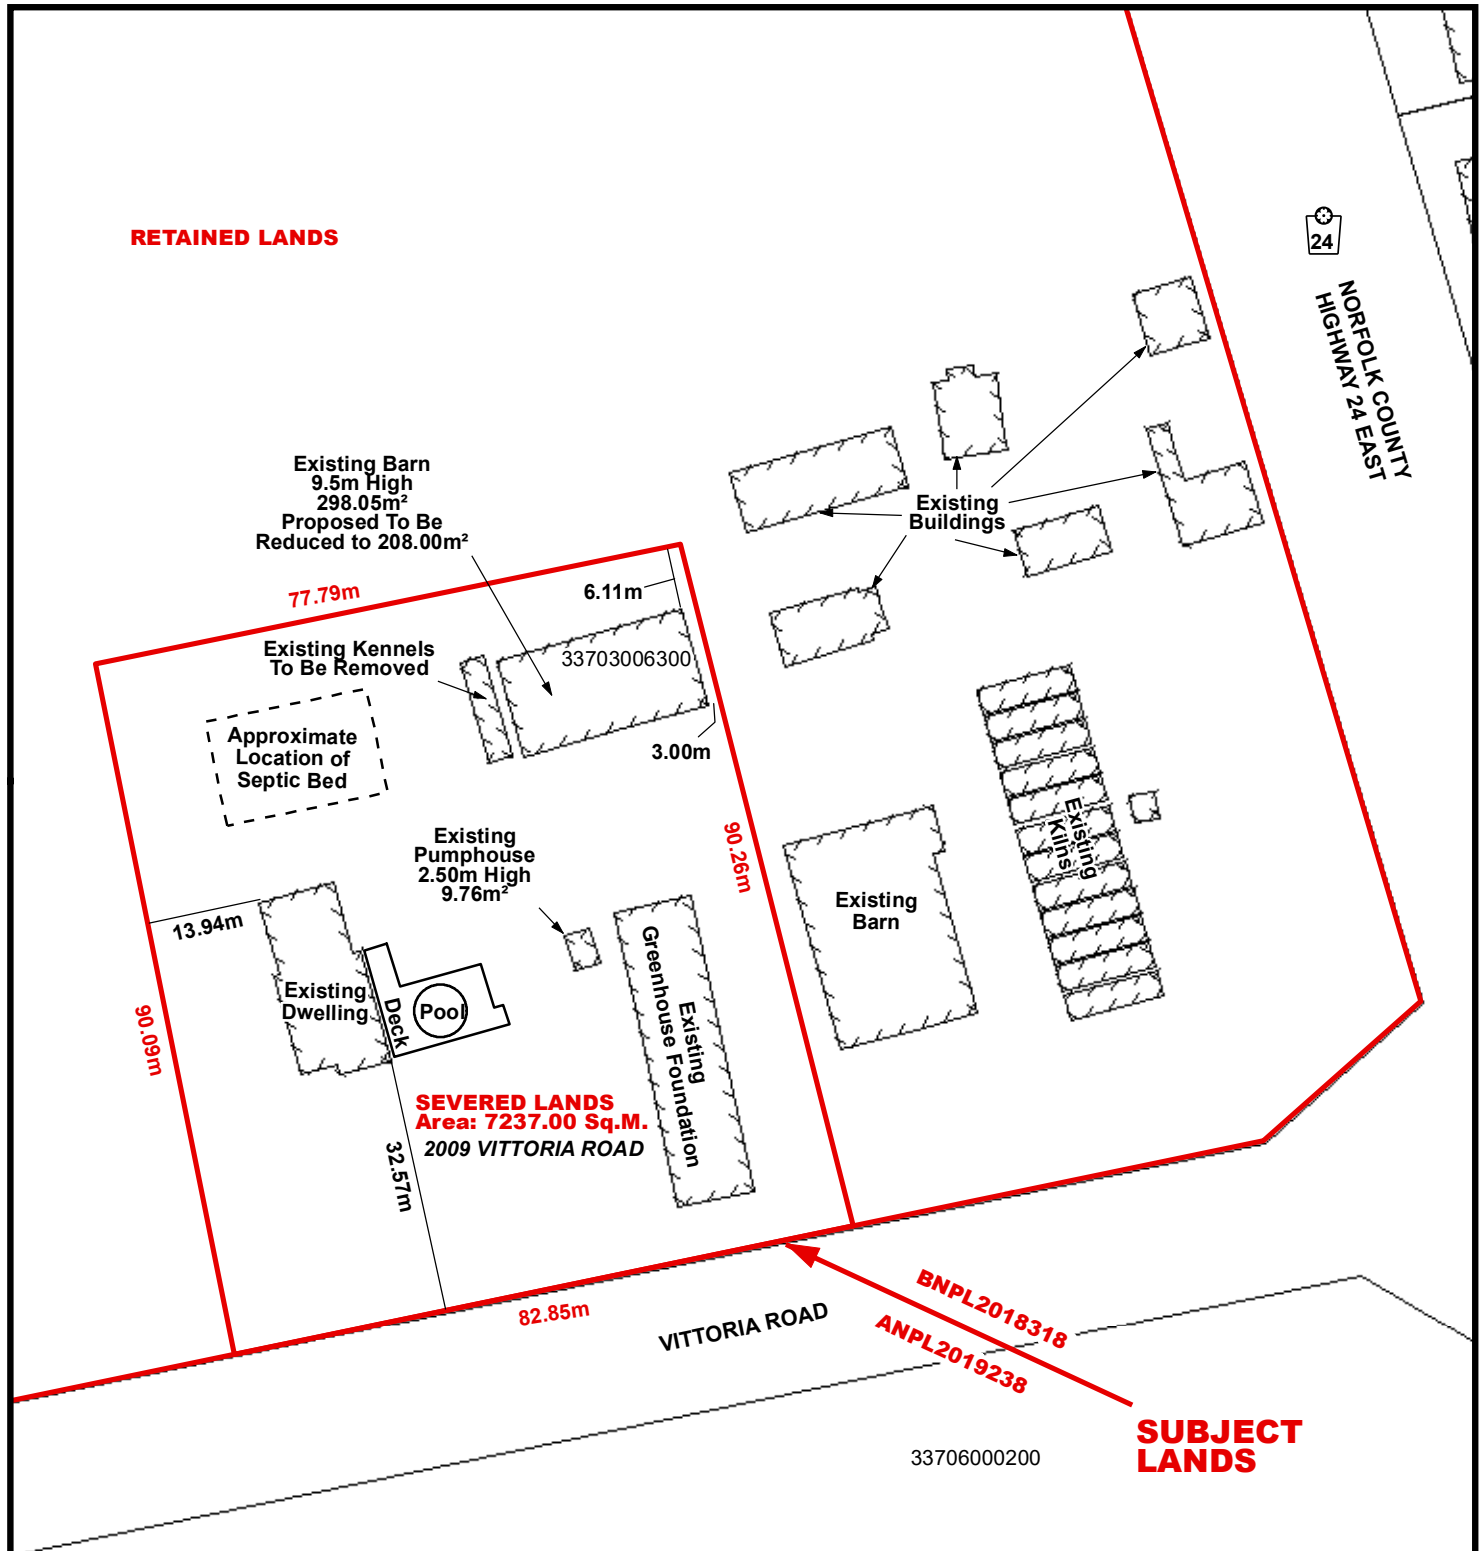 RETAINED LANDS
24
NORFOLK COUNTY
HIGHWAY 24 EAST
Existing Barn
9.5m High
298.05m²
Proposed To Be
Reduced to 208.00m²
Existing
Buildings
77.79m
6.11m
Existing Kennels
To Be Removed
33703006300
Approximate
Location of
Septic Bed
3.00m
90.26m
Existing
Pumphouse
2.50m High
9.76m²
Existing
Kilns
Existing
Barn
13.94m
Existing
Dwelling
Deck
Pool
Existing
Greenhouse Foundation
90.09m
SEVERED LANDS
Area: 7237.00 Sq.M.
2009 VITTORIA ROAD
32.57m
82.85m
VITTORIA ROAD
BNPL2018318
ANPL2019238
SUBJECT
LANDS
33706000200